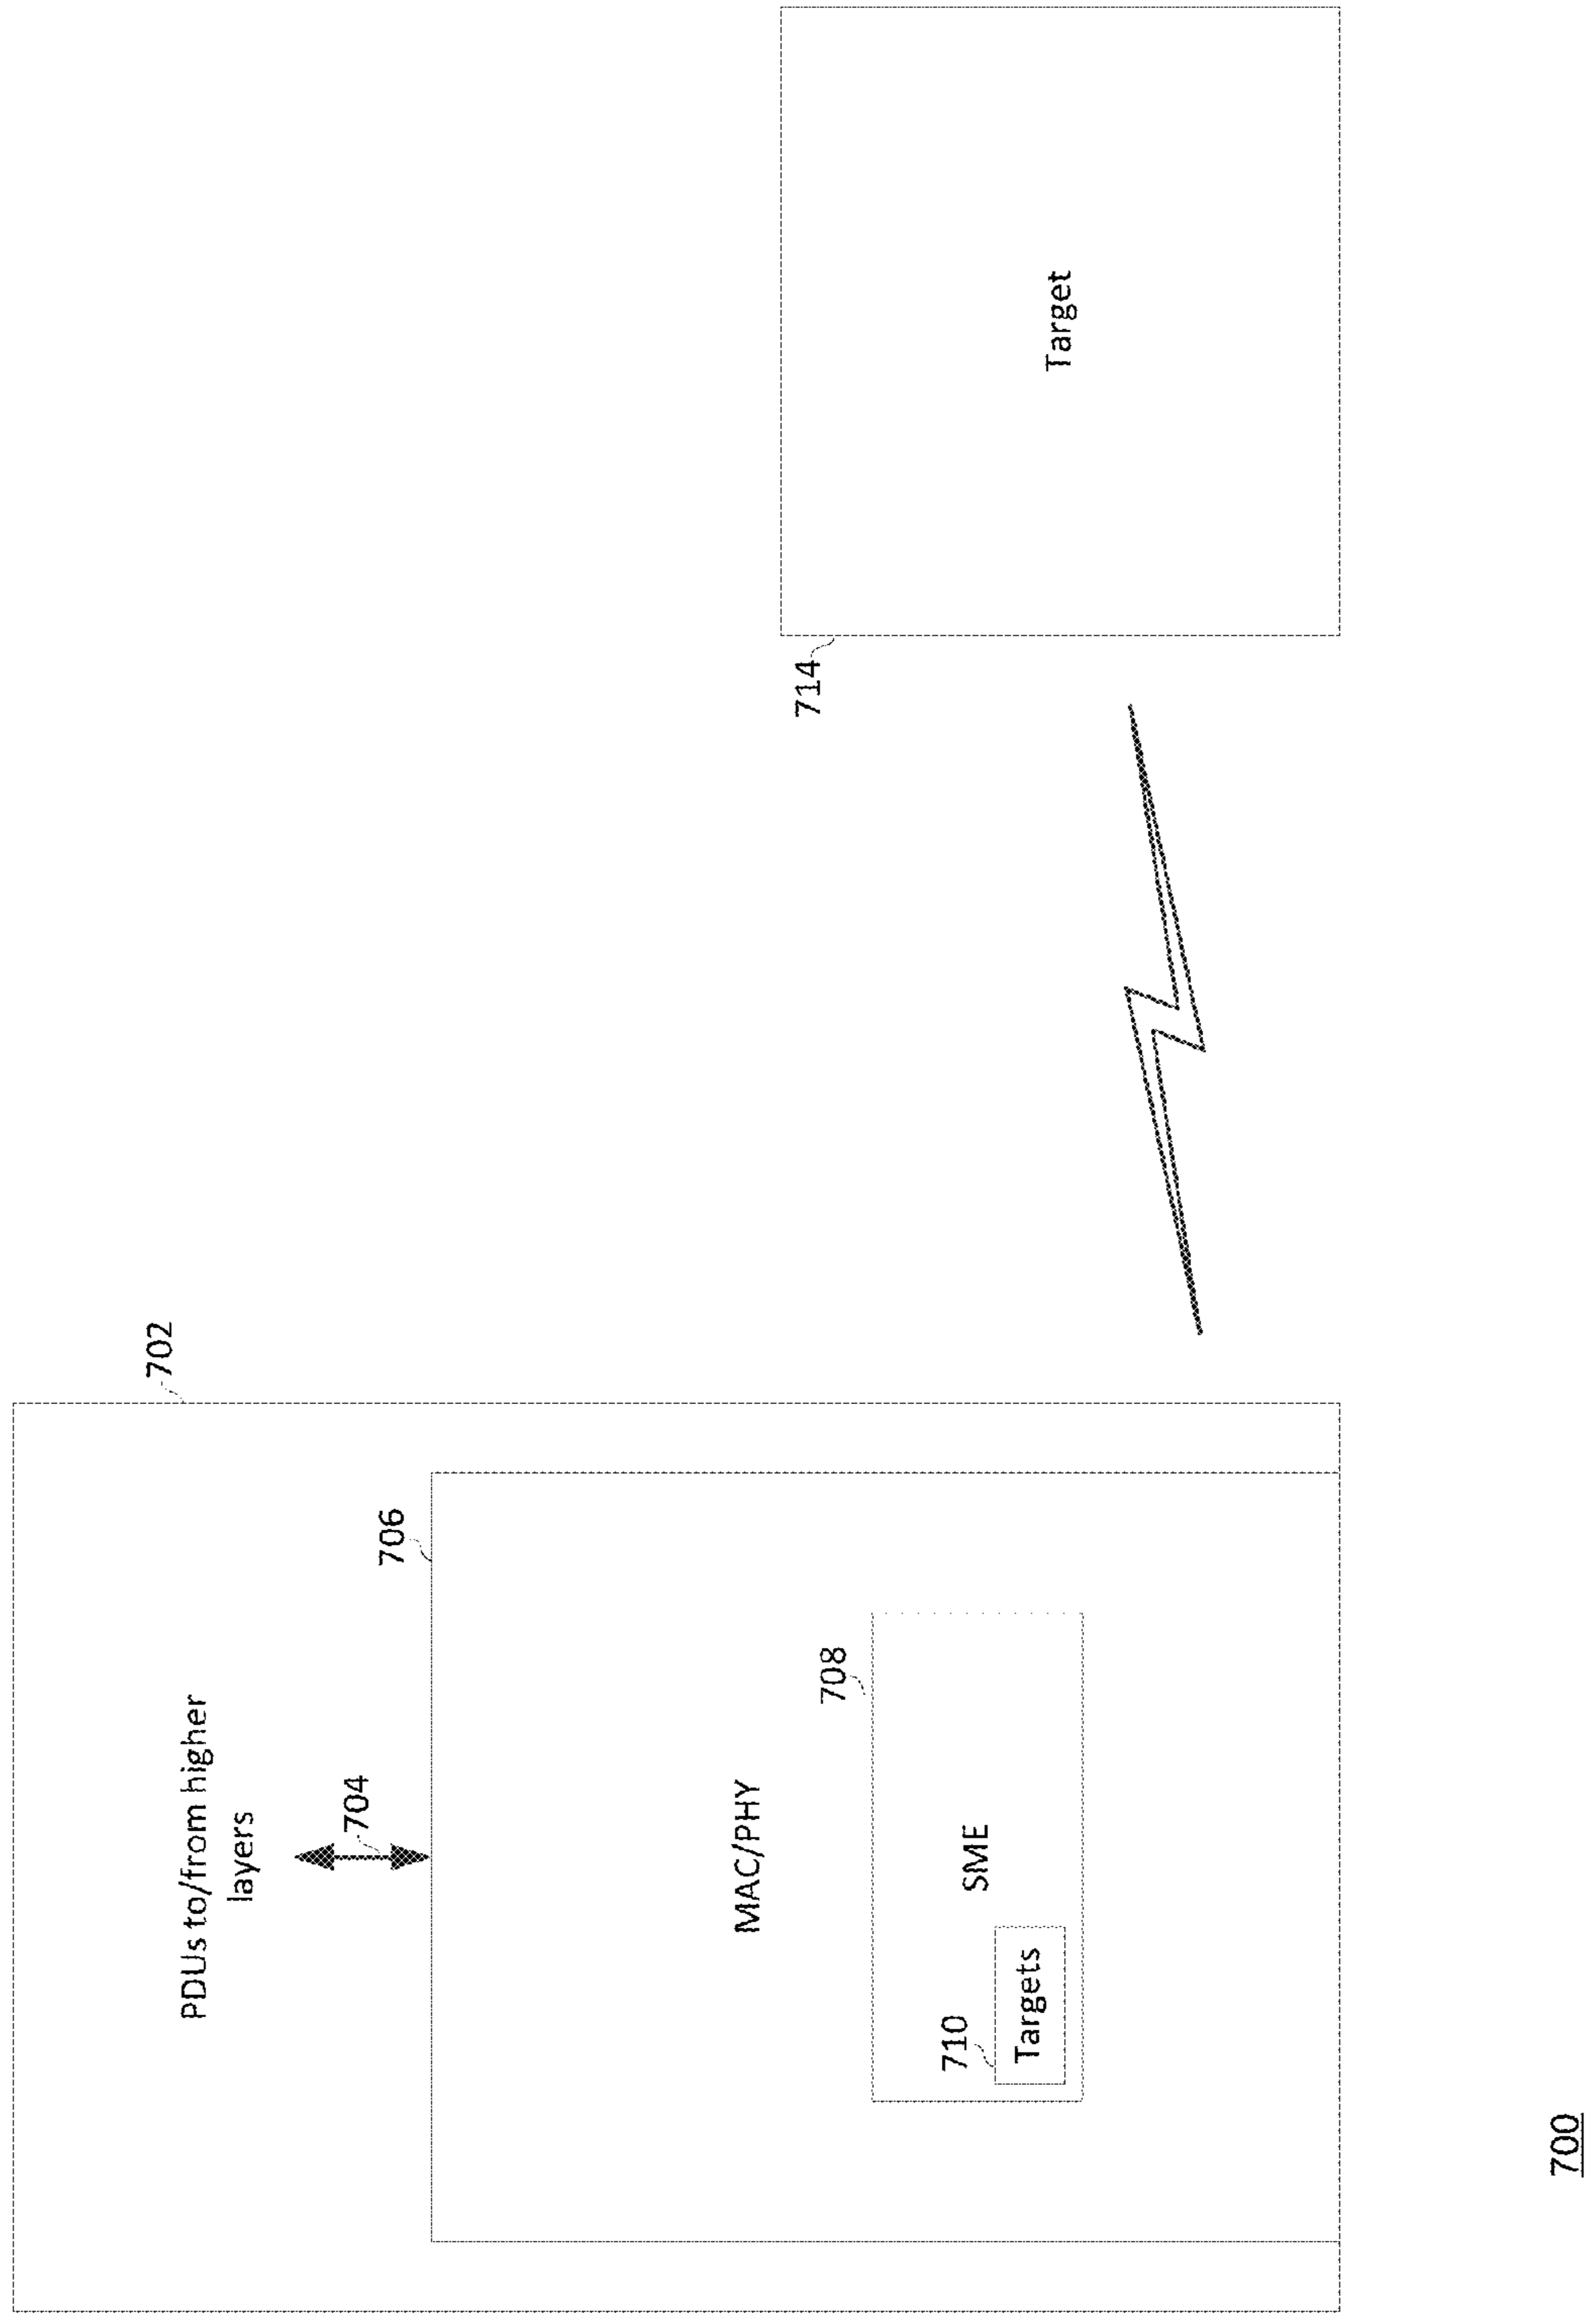 702
PDUs to/from higher
layers
704
706
MAC/PHY
708
SME
710
Targets
714
Target
700